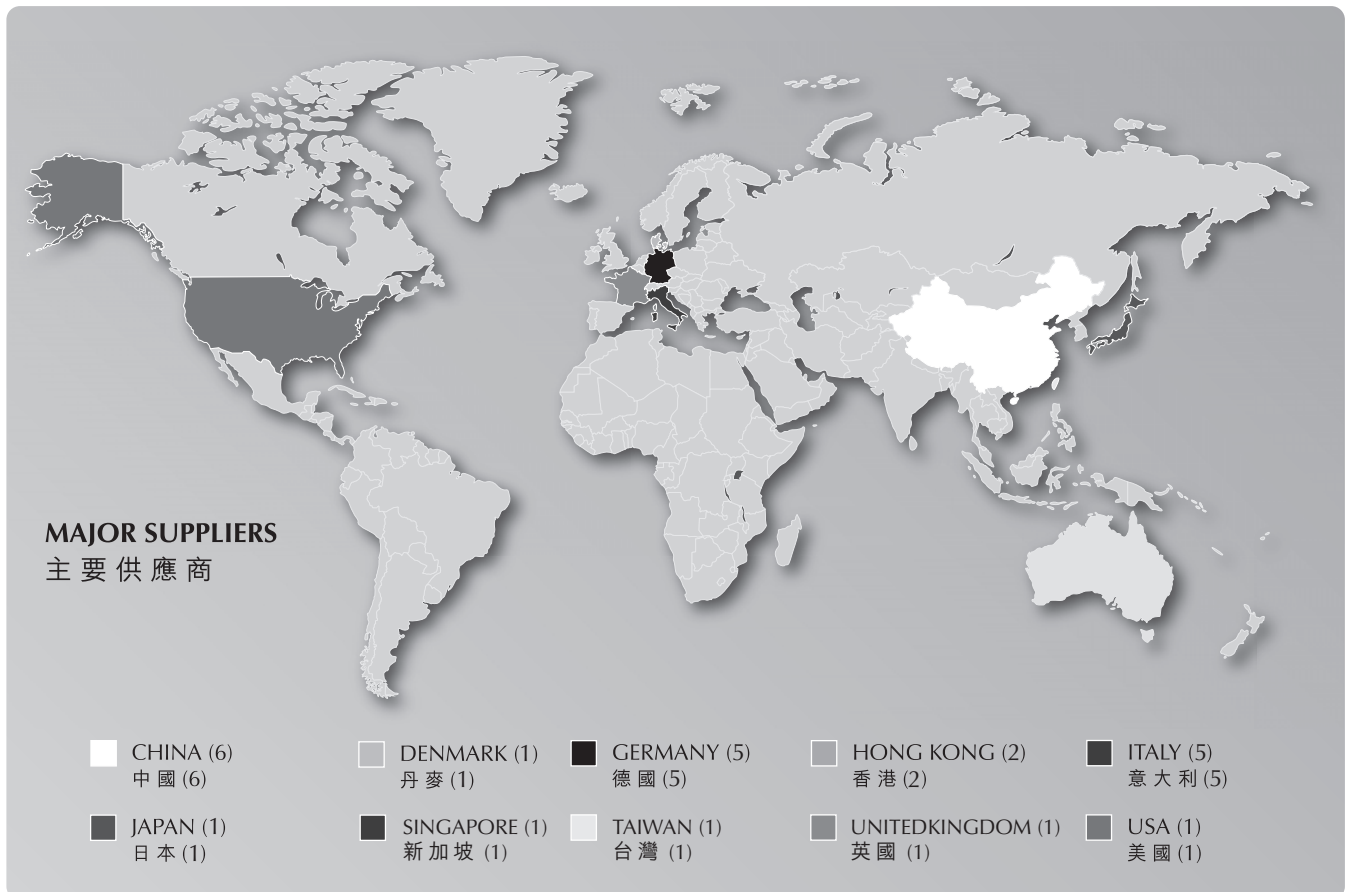 MAJOR SUPPLIERS
主要供應商
CHINA (6)
中國 (6)
DENMARK (1)
丹麥 (1)
GERMANY (5)
德國 (5)
HONG KONG (2)
香港 (2)
ITALY (5)
意大利 (5)
JAPAN (1)
日本 (1)
SINGAPORE (1)
新加坡 (1)
TAIWAN (1)
台灣 (1)
UNITEDKINGDOM (1)
英國 (1)
USA (1)
美國 (1)